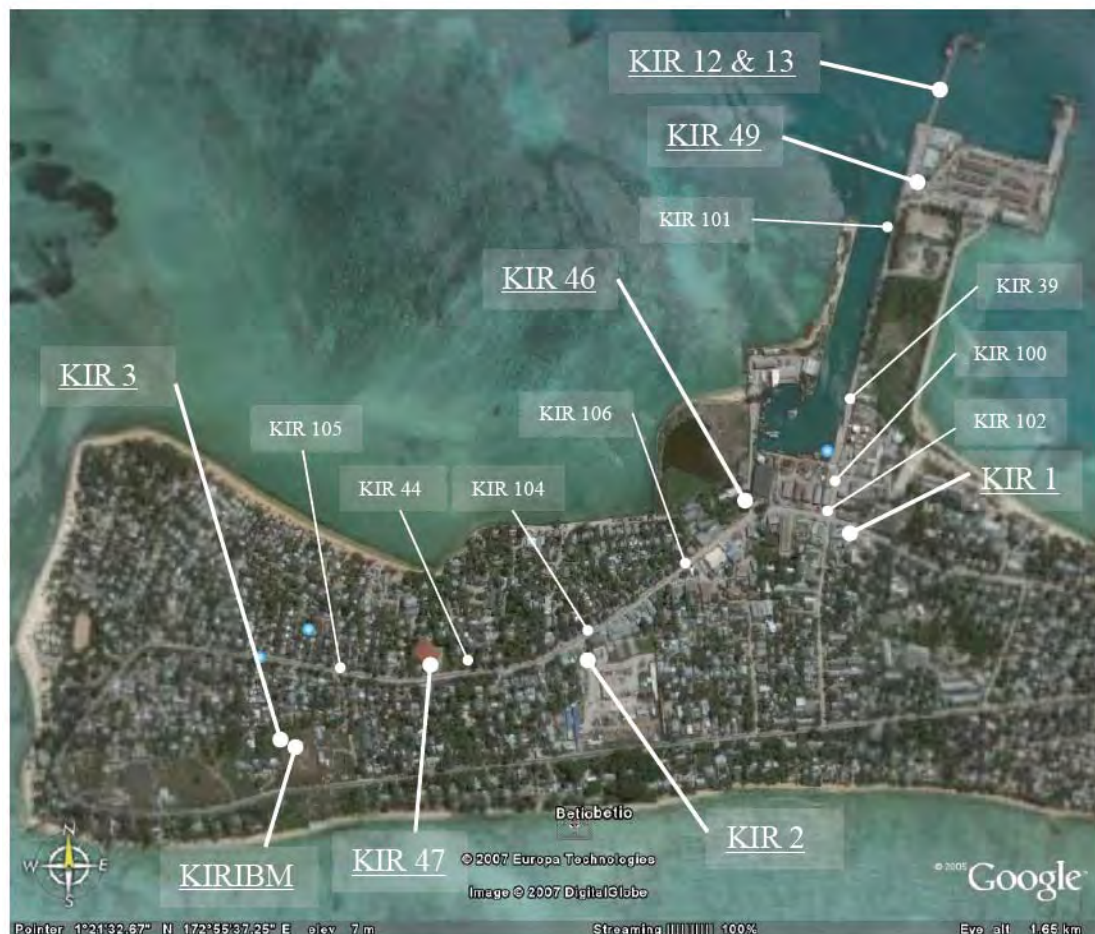 KIR 12 & 13
KIR 49
KIR 101
KIR 46
KIR 39
KIR 100
KIR 3
KIR 106
KIR 102
KIR 105
KIR 1
KIR 44
KIR 104
Betiobetio
KIR 2
KIRIBM
KIR 47
N
W E
S
© 2007 Europa Technologies
Image © 2007 DigitalGlobe
© 2005 Google™
Pointer 1°21'32.67" N 172°55'37.25" E elev 7 m
Streaming |||||||||| 100%
Eye alt 1.65 km